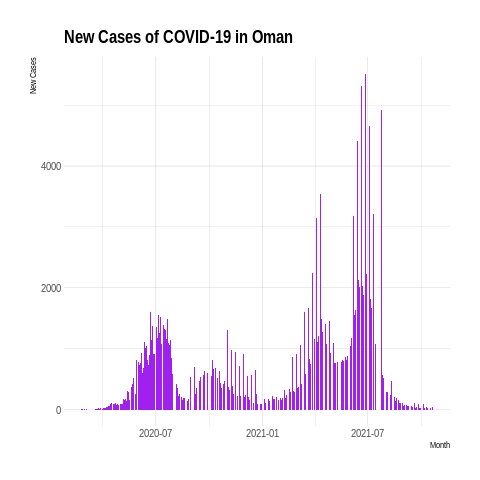 New Cases of COVID-19 in Oman
New Cases
4000
2000
0
2020-07
2021-01
2021-07
Month